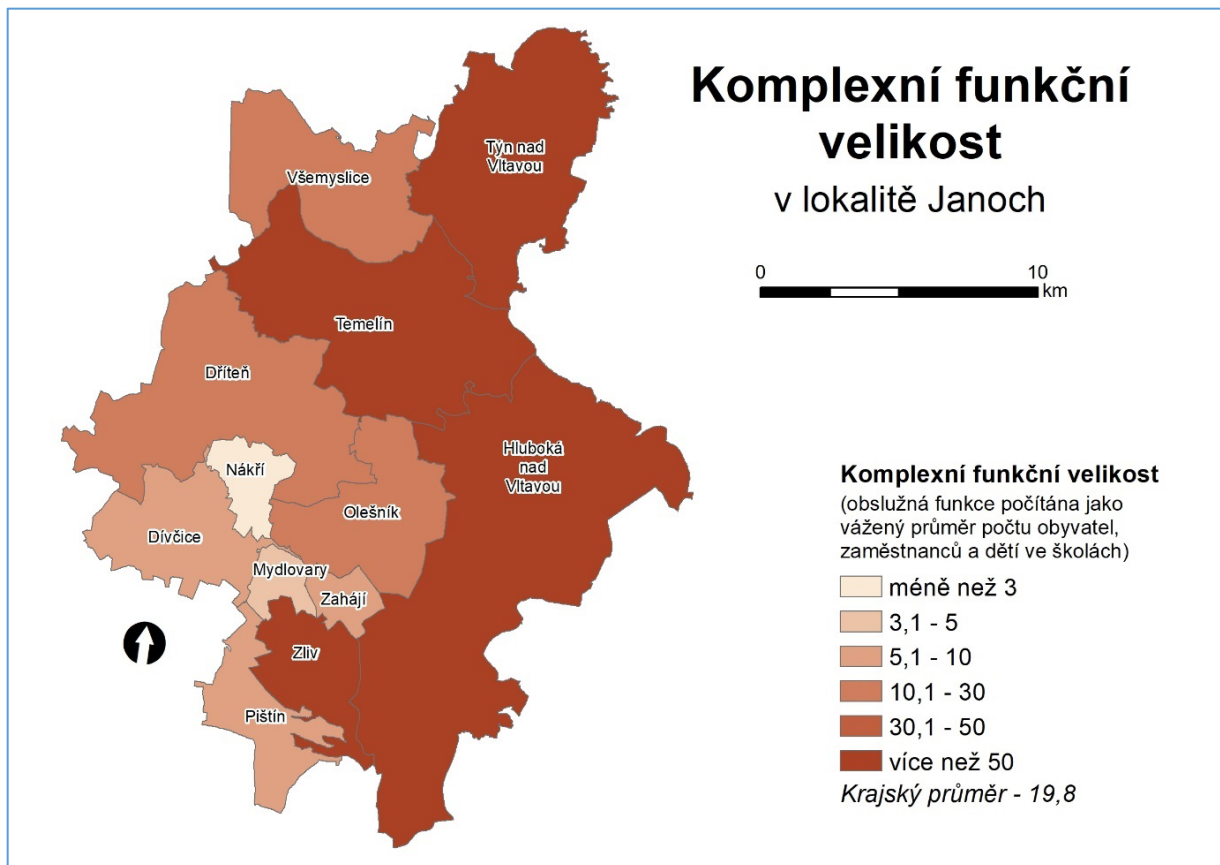 Komplexní funkční
velikost
v lokalitě Janoch
0 10
km
Týn nad
Vltavou
Všemyslice
Temelín
Dříteň
Hluboká
nad
Vltavou
Nákří
Olešník
Dívčice
Mydlovary
Zahájí
Zliv
Pištín
Komplexní funkční velikost
(obslužná funkce počítána jako
vážený průměr počtu obyvatel,
zaměstnanců a dětí ve školách)
méně než 3
3,1 - 5
5,1 - 10
10,1 - 30
30,1 - 50
více než 50
Krajský průměr - 19,8